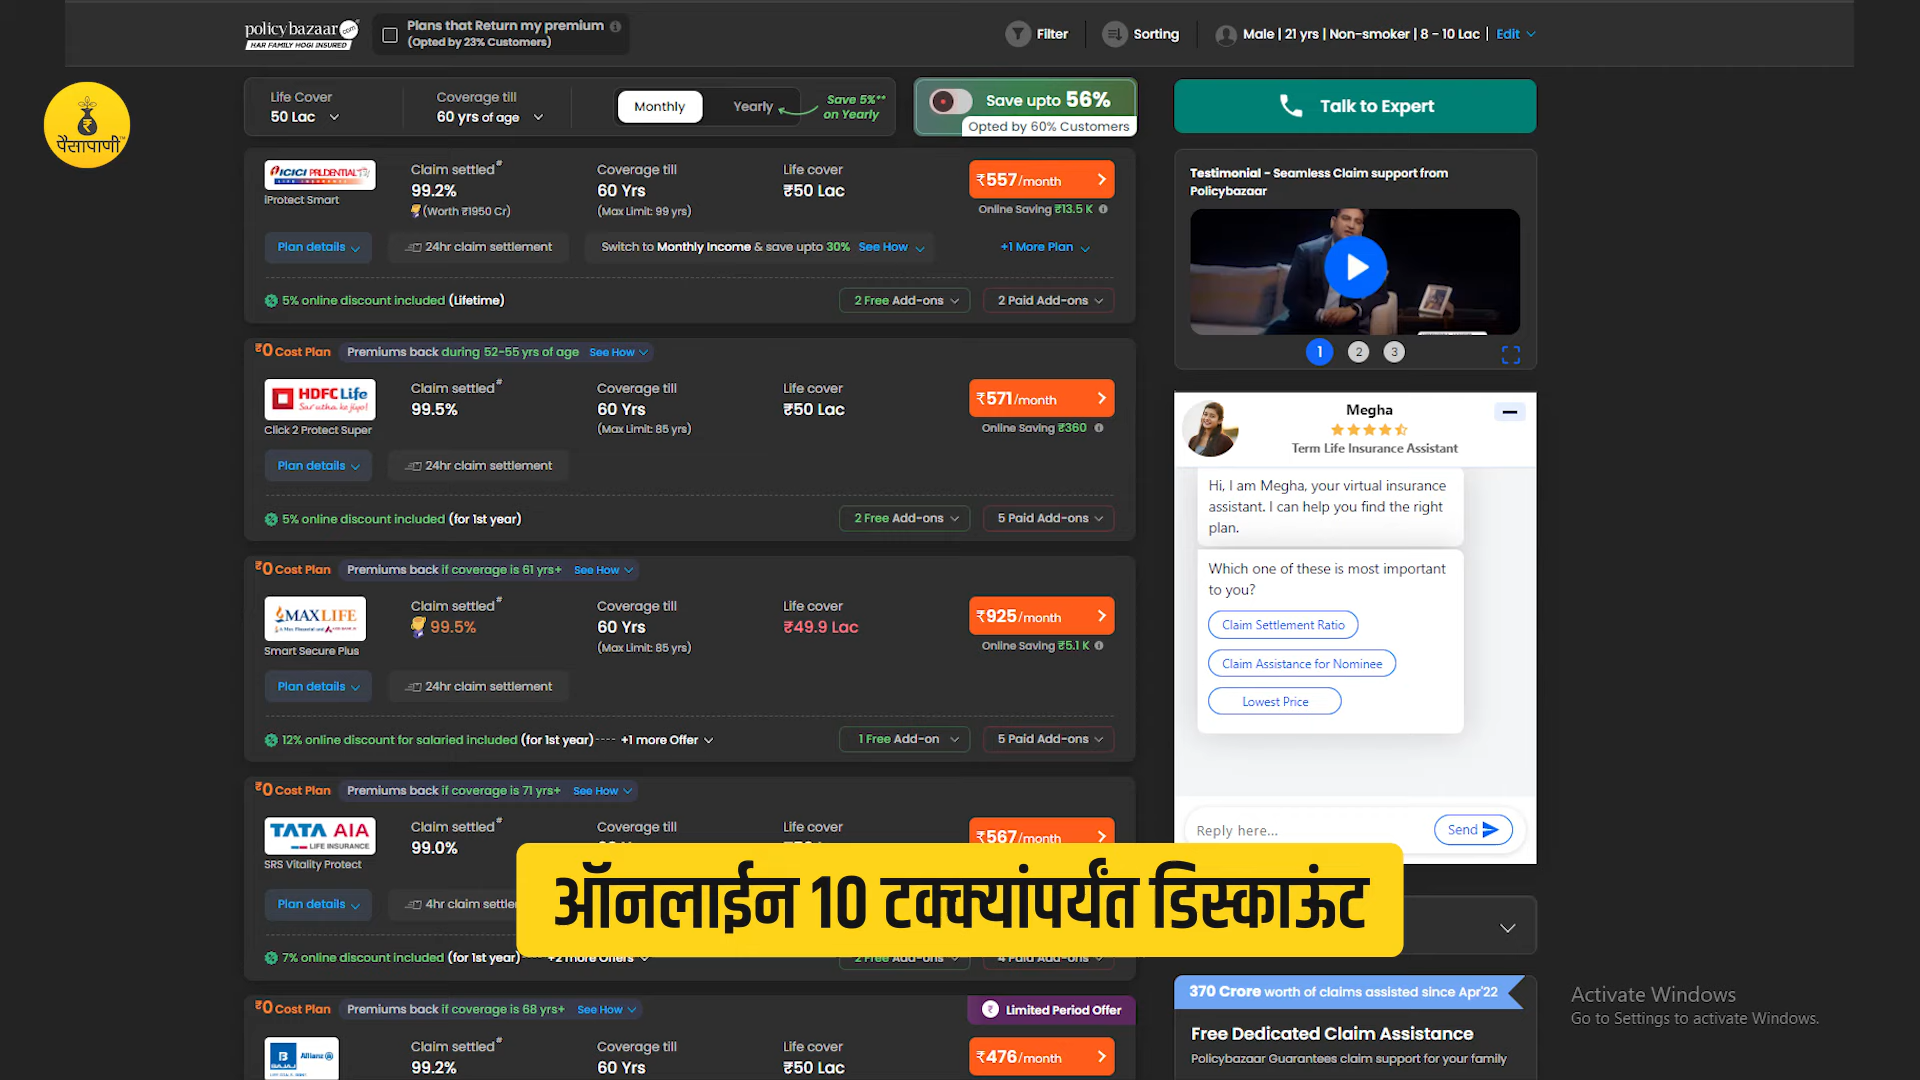 policybazaar.com
HAR FAMILY HOGI INSURED
Plans that Return my premium
(Opted by 23% Customers)
Filter
Sorting
Male | 21 yrs | Non-smoker | 8 - 10 Lac | Edit
पैसापाणी
Life Cover
50 Lac
Coverage till
60 yrs of age
Monthly
Yearly
Save 5%**
on Yearly
Save upto 56%
Opted by 60% Customers
Talk to Expert
ICICI PRUDENTIAL
LIFE INSURANCE
iProtect Smart
Claim settled#
99.2%
(Worth ₹1950 Cr)
Coverage till
60 Yrs
(Max Limit: 99 yrs)
Life cover
₹50 Lac
₹557/month
Online Saving ₹13.5 K
Plan details
24hr claim settlement
Switch to Monthly Income & save upto 30% See How
+1 More Plan
5% online discount included (Lifetime)
2 Free Add-ons
2 Paid Add-ons
Testimonial - Seamless Claim support from
Policybazaar
1
2
3
₹0 Cost Plan
Premiums back during 52-55 yrs of age See How
HDFC Life
Sar utha ke jiyo!
Click 2 Protect Super
Claim settled#
99.5%
Coverage till
60 Yrs
(Max Limit: 85 yrs)
Life cover
₹50 Lac
₹571/month
Online Saving ₹360
Plan details
24hr claim settlement
5% online discount included (for 1st year)
2 Free Add-ons
5 Paid Add-ons
Megha
Term Life Insurance Assistant
Hi, I am Megha, your virtual insurance
assistant. I can help you find the right
plan.
Which one of these is most important
to you?
Claim Settlement Ratio
Claim Assistance for Nominee
Lowest Price
Reply here...
Send
₹0 Cost Plan
Premiums back if coverage is 61 yrs+ See How
MAX LIFE
Smart Secure Plus
Claim settled#
99.5%
Coverage till
60 Yrs
(Max Limit: 85 yrs)
Life cover
₹49.9 Lac
₹925/month
Online Saving ₹5.1 K
Plan details
24hr claim settlement
12% online discount for salaried included (for 1st year)---- +1 more Offer
1 Free Add-on
5 Paid Add-ons
₹0 Cost Plan
Premiums back if coverage is 71 yrs+ See How
TATA AIA
LIFE INSURANCE
SRS Vitality Protect
Claim settled#
99.0%
Coverage till
Life cover
₹567/month
Plan details
4hr claim settle
ऑनलाईन 10 टक्क्यांपर्यंत डिस्काऊंट
7% online discount included (for 1st year)
+2 more Offers
2 Free Add-ons
4 Paid Add-ons
₹0 Cost Plan
Premiums back if coverage is 68 yrs+ See How
Limited Period Offer
BAJAJ Allianz
Claim settled#
99.2%
Coverage till
60 Yrs
Life cover
₹50 Lac
₹476/month
370 Crore worth of claims assisted since Apr'22
Free Dedicated Claim Assistance
Policybazaar Guarantees claim support for your family
Activate Windows
Go to Settings to activate Windows.